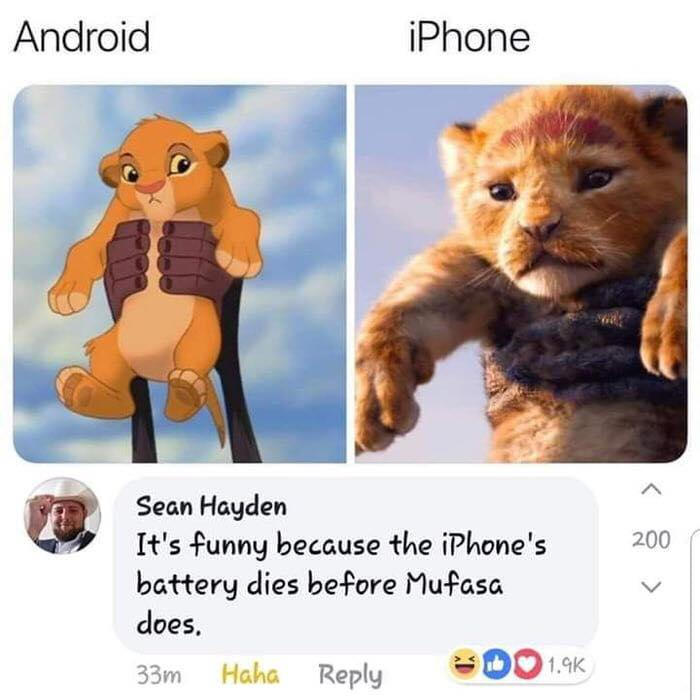 Android
iPhone
Sean Hayden
It's funny because the iPhone's
battery dies before Mufasa
does.
200
33m Haha Reply 1.9K